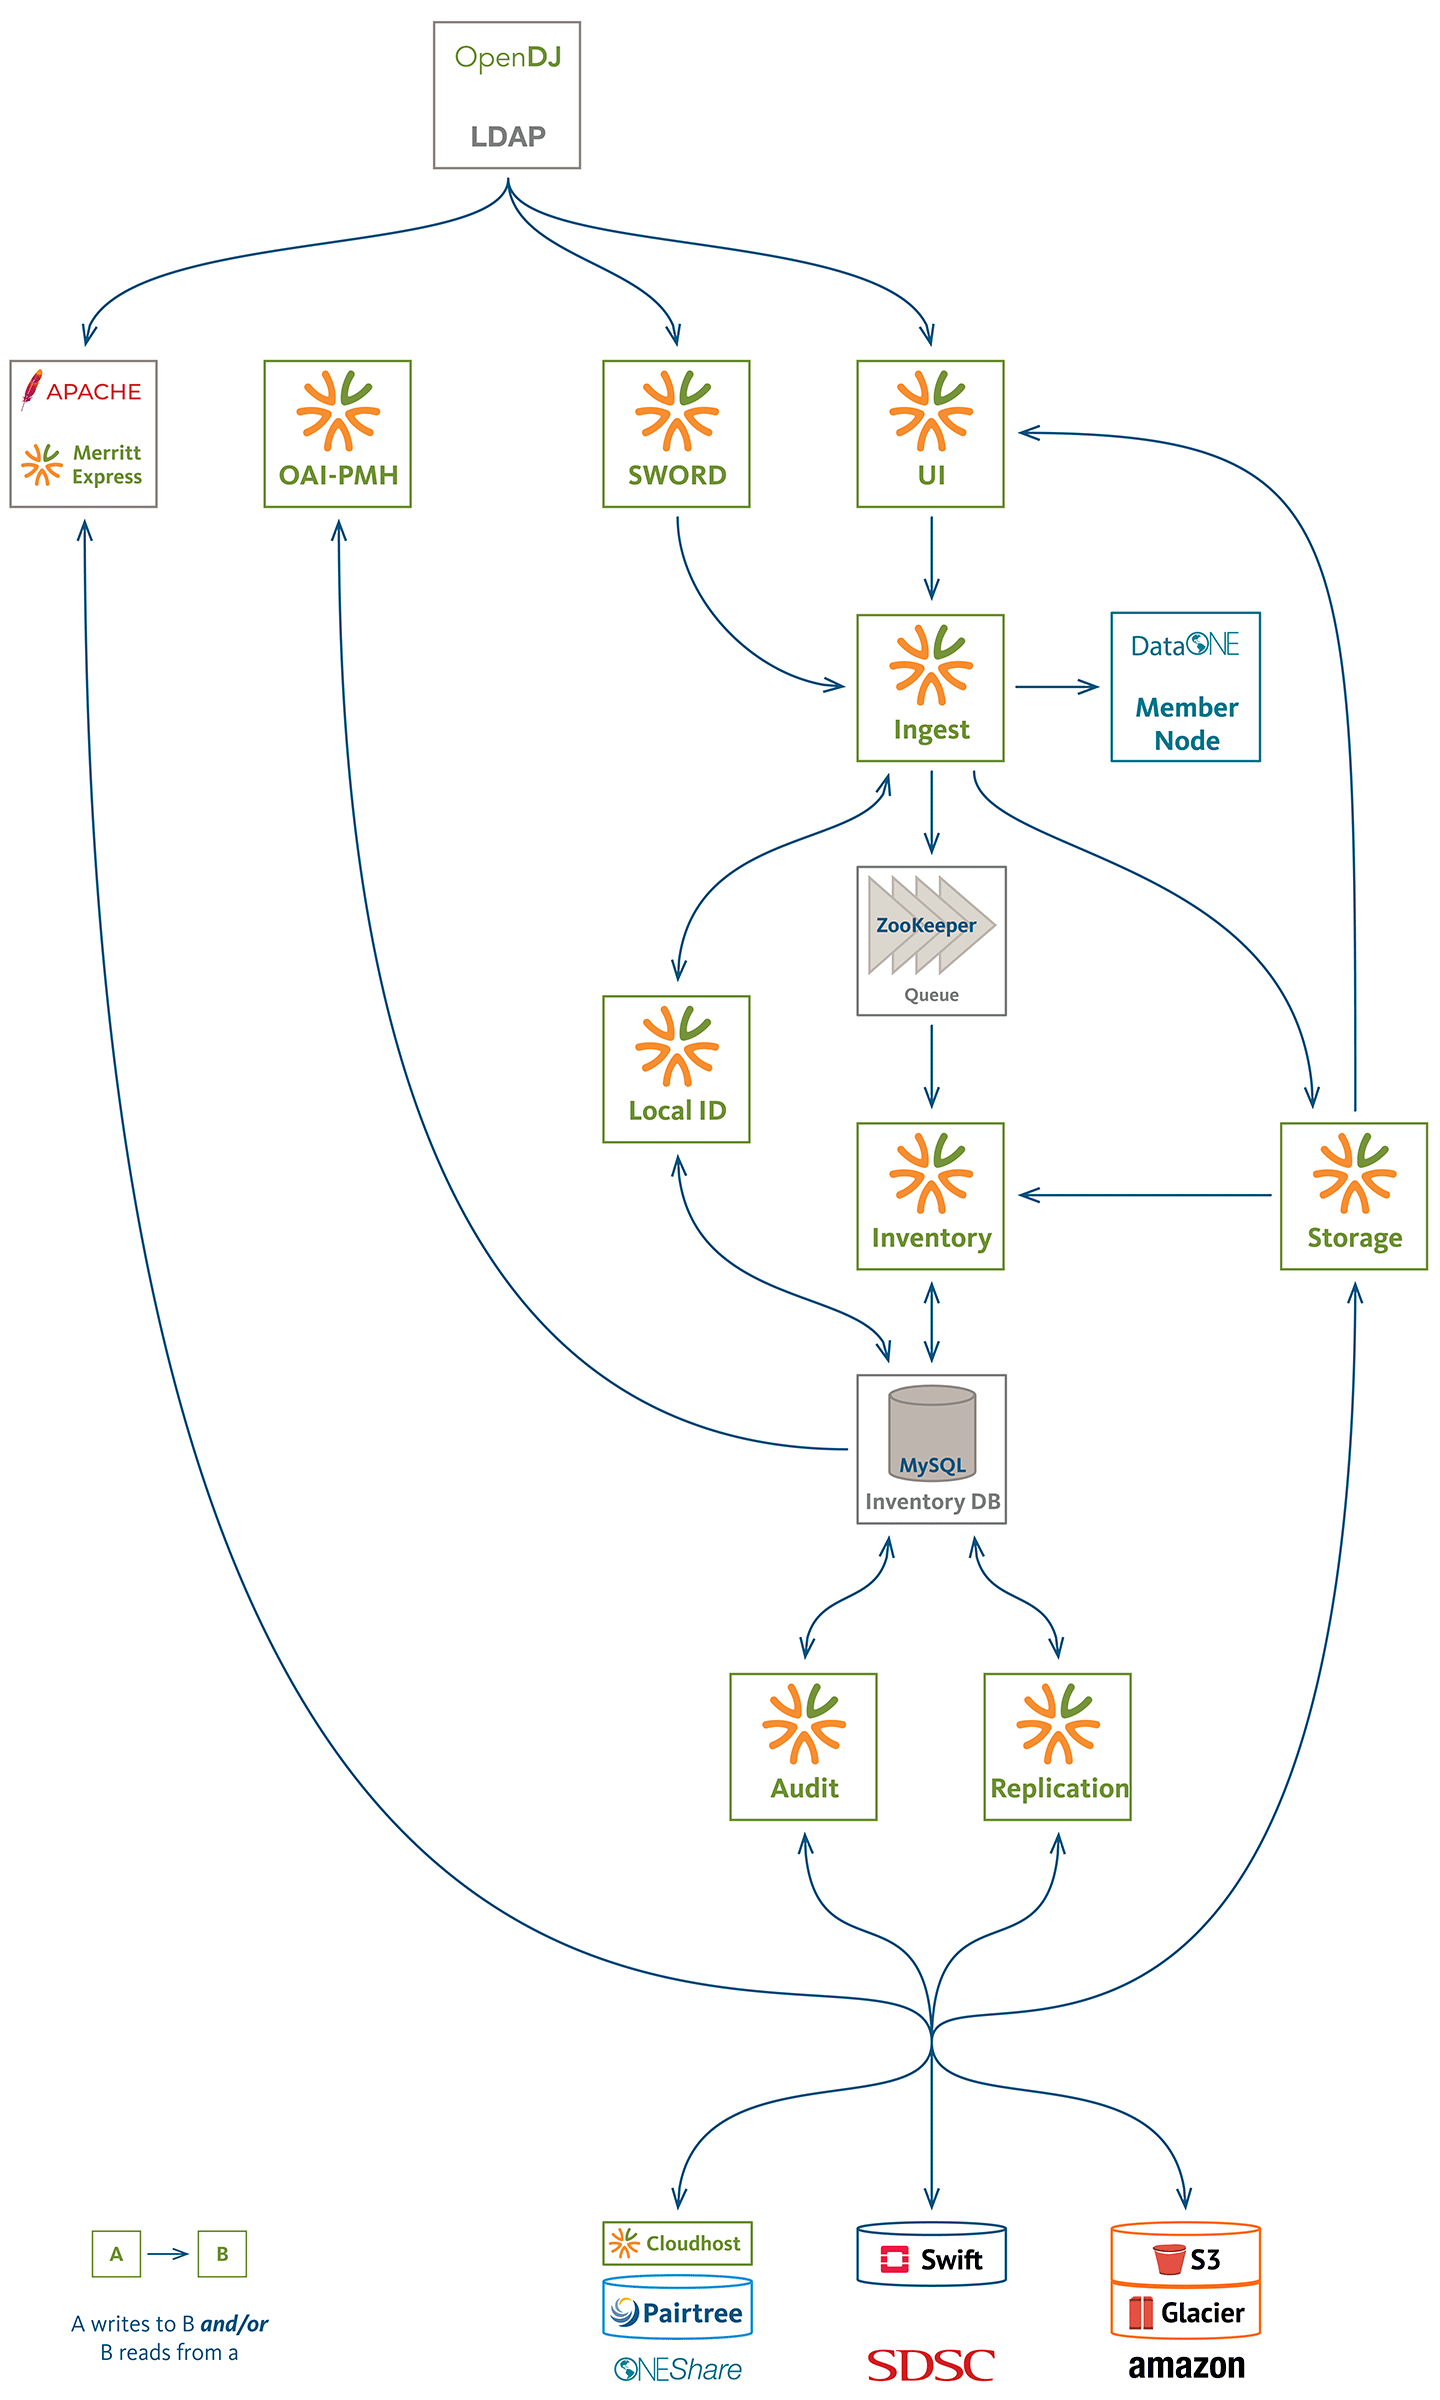 OpenDJ
LDAP
APACHE
Merritt
Express
OAI-PMH
SWORD
UI
Ingest
DataONE
Member
Node
ZooKeeper
Queue
Local ID
Inventory
Storage
MySQL
Inventory DB
Audit
Replication
Cloudhost
Pairtree
ONEShare
Swift
SDSC
S3
Glacier
amazon
A
B
A writes to B and/or
B reads from a